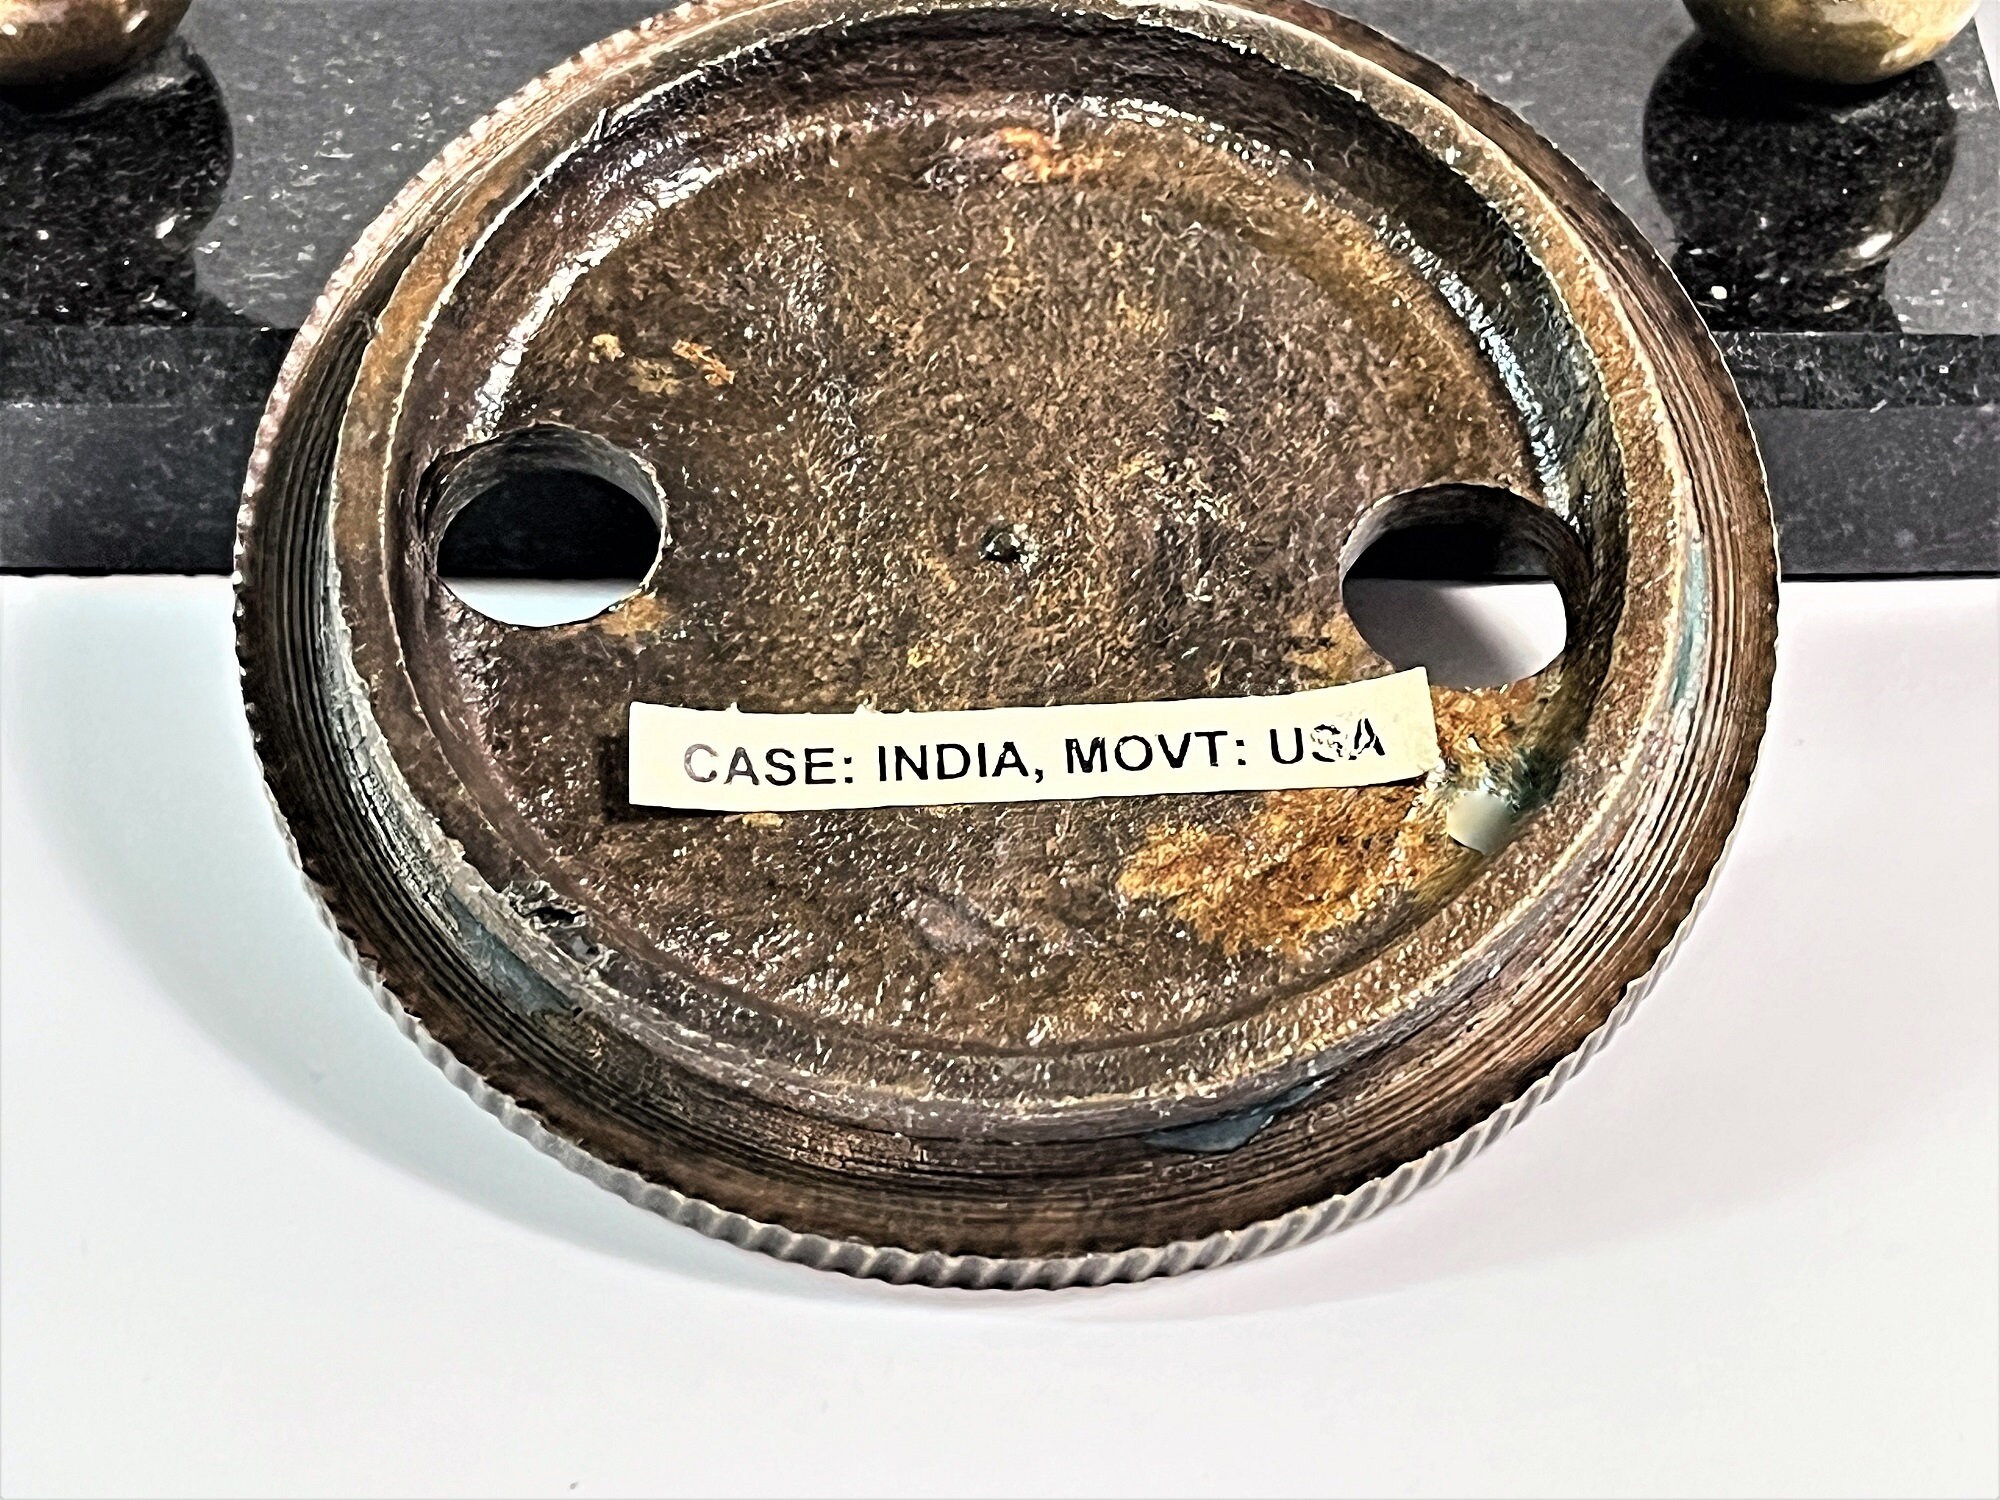 CASE: INDIA, MOVT: USA